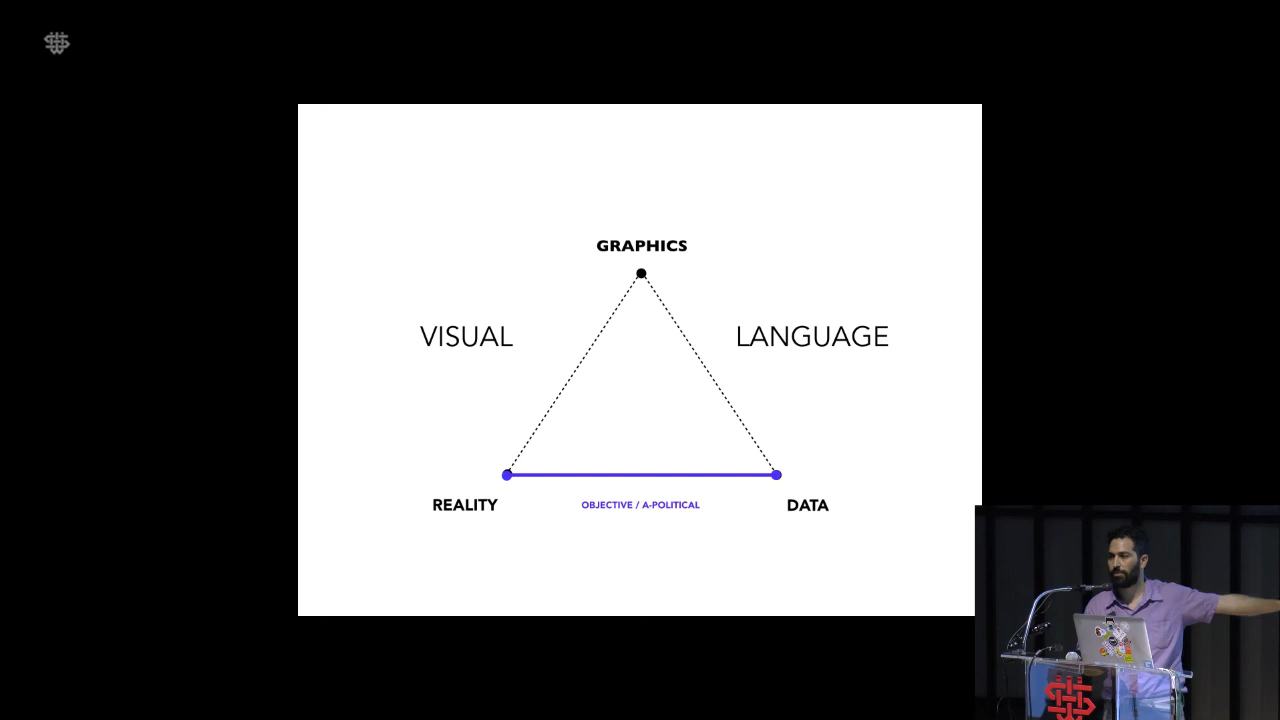 GRAPHICS
VISUAL
LANGUAGE
REALITY
OBJECTIVE / A-POLITICAL
DATA